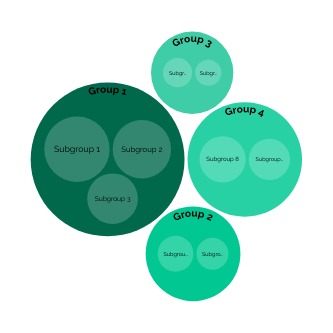 Group 3
Subgr..
Subgr..
Group 1
Subgroup 1
Subgroup 2
Subgroup 3
Group 4
Subgroup 8
Subgroup..
Group 2
Subgrou..
Subgro..